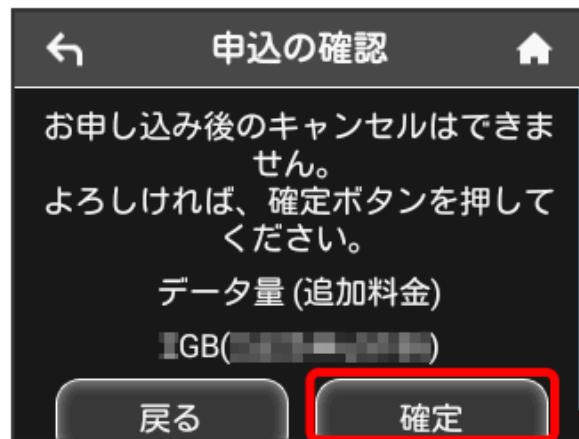 申込の確認
お申し込み後のキャンセルはできま
せん。
よろしければ、確定ボタンを押して
ください。
データ量 (追加料金)
GB( )
戻る
確定